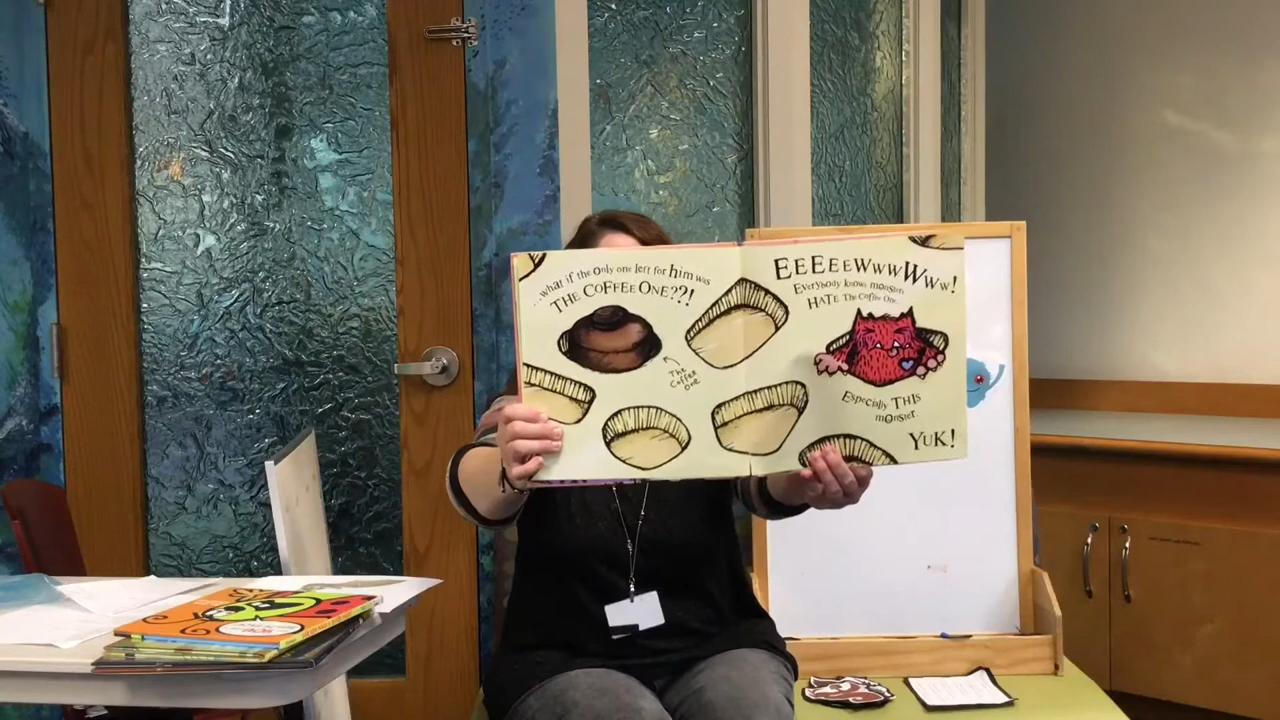 ...what if the only one left for him was
THE COFFEE ONE??!
The
Coffee
One
EEEEEWWWWWw!
Everybody knows monsters
HATE The Coffee One.
Especially THIS
monster.
YUK!